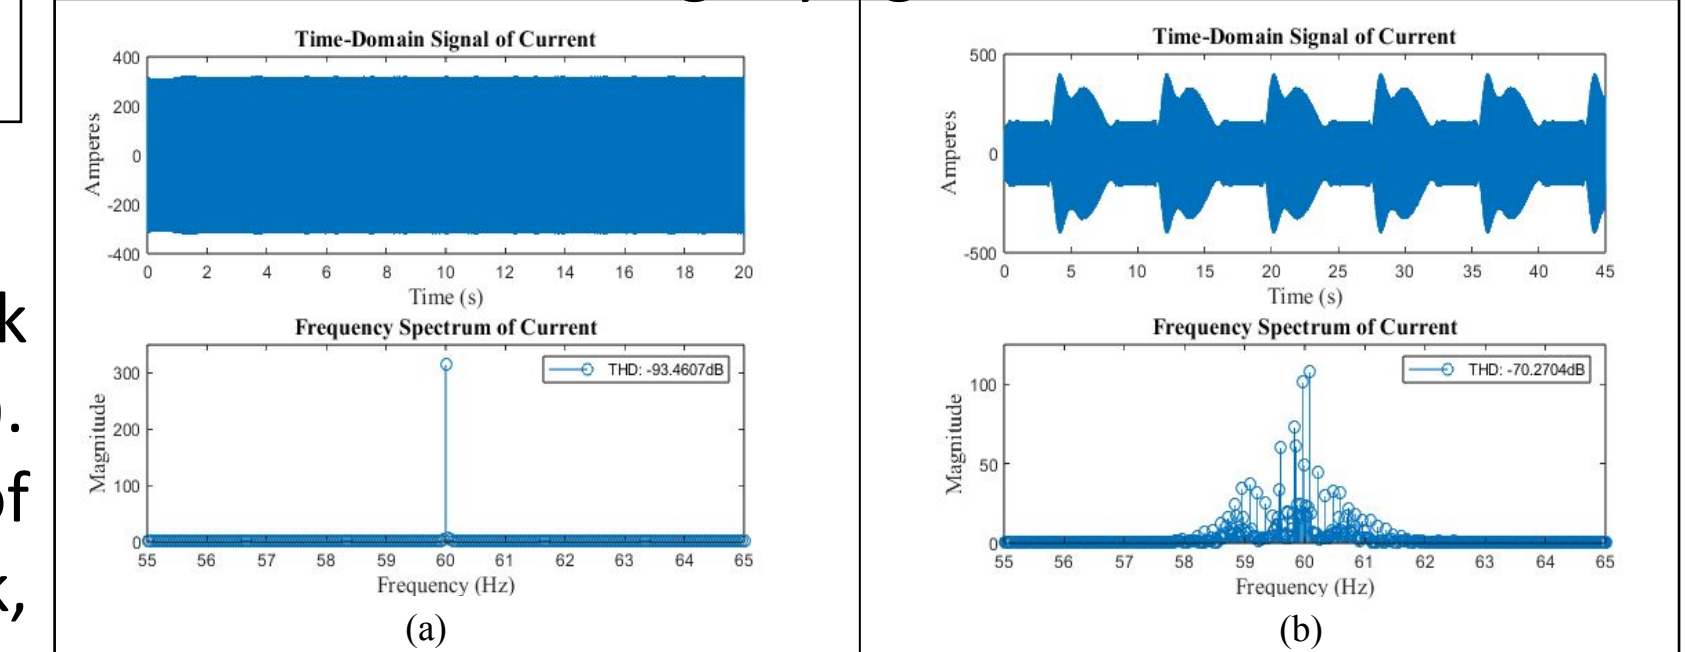 k
.
of
k,
Time-Domain Signal of Current
400
200
0
-200
-400
Amperes
0 2 4 6 8 10 12 14 16 18 20
Time (s)
Frequency Spectrum of Current
THD: -93.4607dB
300
200
100
0
Magnitude
55 56 57 58 59 60 61 62 63 64 65
Frequency (Hz)
(a)
Time-Domain Signal of Current
500
0
-500
Amperes
0 5 10 15 20 25 30 35 40 45
Time (s)
Frequency Spectrum of Current
THD: -70.2704dB
100
50
0
Magnitude
55 56 57 58 59 60 61 62 63 64 65
Frequency (Hz)
(b)